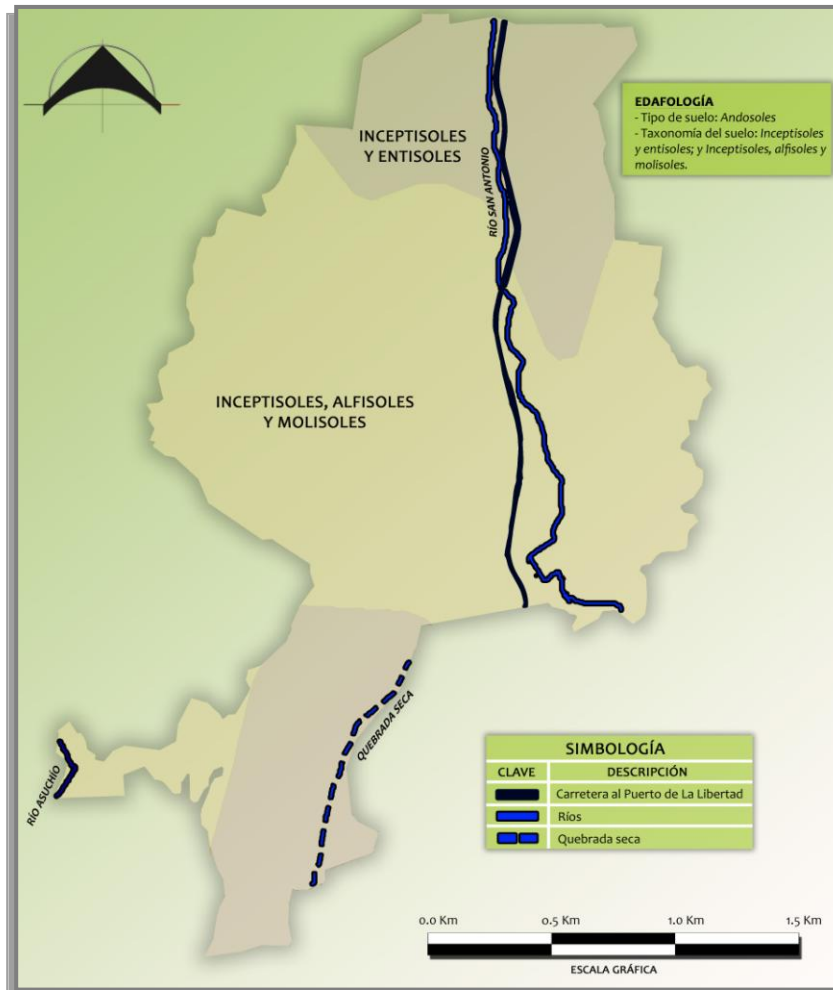 EDAFOLOGÍA
- Tipo de suelo: Andosoles
- Taxonomía del suelo: Inceptisoles
y entisoles; y Inceptisoles, alfisoles y
molisoles.
INCEPTISOLES
Y ENTISOLES
RÍO SAN ANTONIO
INCEPTISOLES, ALFISOLES
Y MOLISOLES
QUEBRADA SECA
RÍO ASUCHÍO
SIMBOLOGÍA
CLAVE DESCRIPCIÓN
Carretera al Puerto de La Libertad
Ríos
Quebrada seca
0.0 Km 0.5 Km 1.0 Km 1.5 Km
ESCALA GRÁFICA